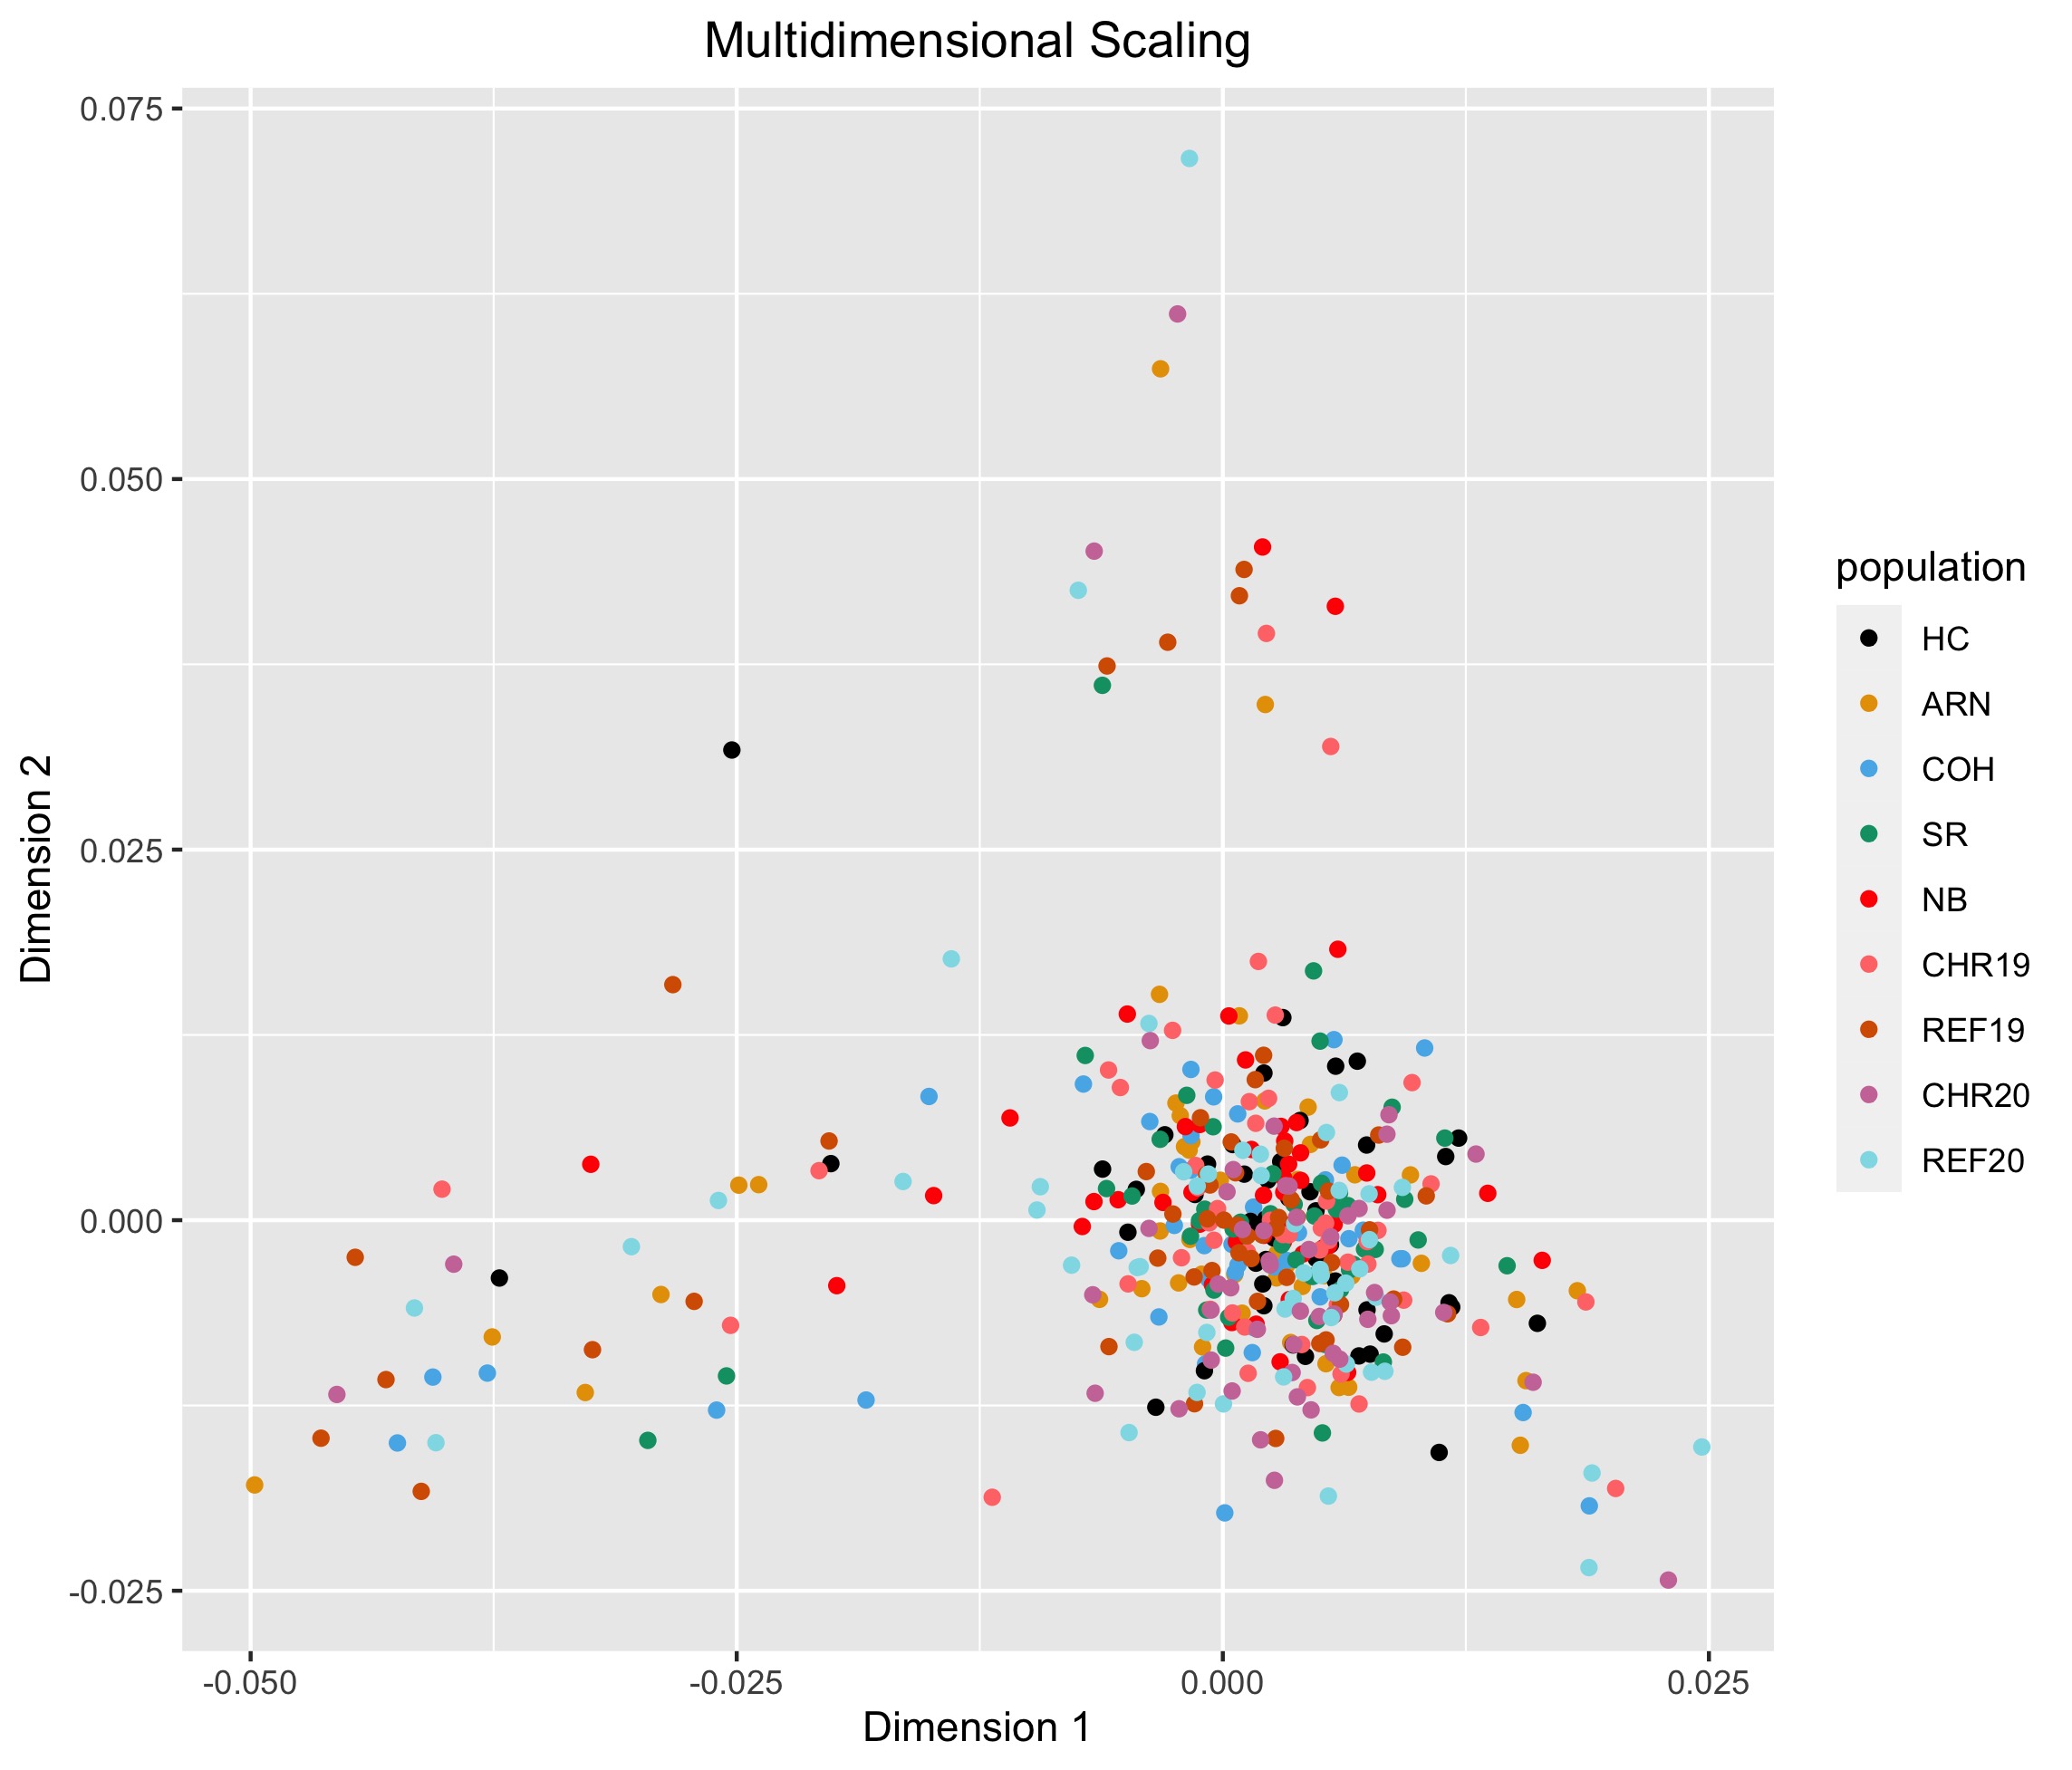 Multidimensional Scaling
0.075
0.050
0.025
0.000
-0.025
Dimension 2
-0.050
-0.025
0.000
0.025
Dimension 1
population
HC
ARN
COH
SR
NB
CHR19
REF19
CHR20
REF20